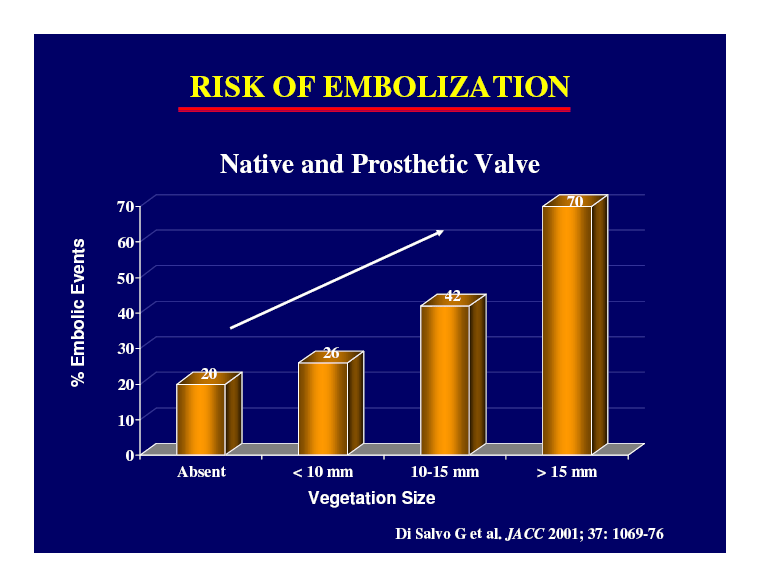 RISK OF EMBOLIZATION
Native and Prosthetic Valve
70
60
50
40
30
20
10
0
% Embolic Events
20
26
42
70
Absent
< 10 mm
10-15 mm
> 15 mm
Vegetation Size
Di Salvo G et al. JACC 2001; 37: 1069-76